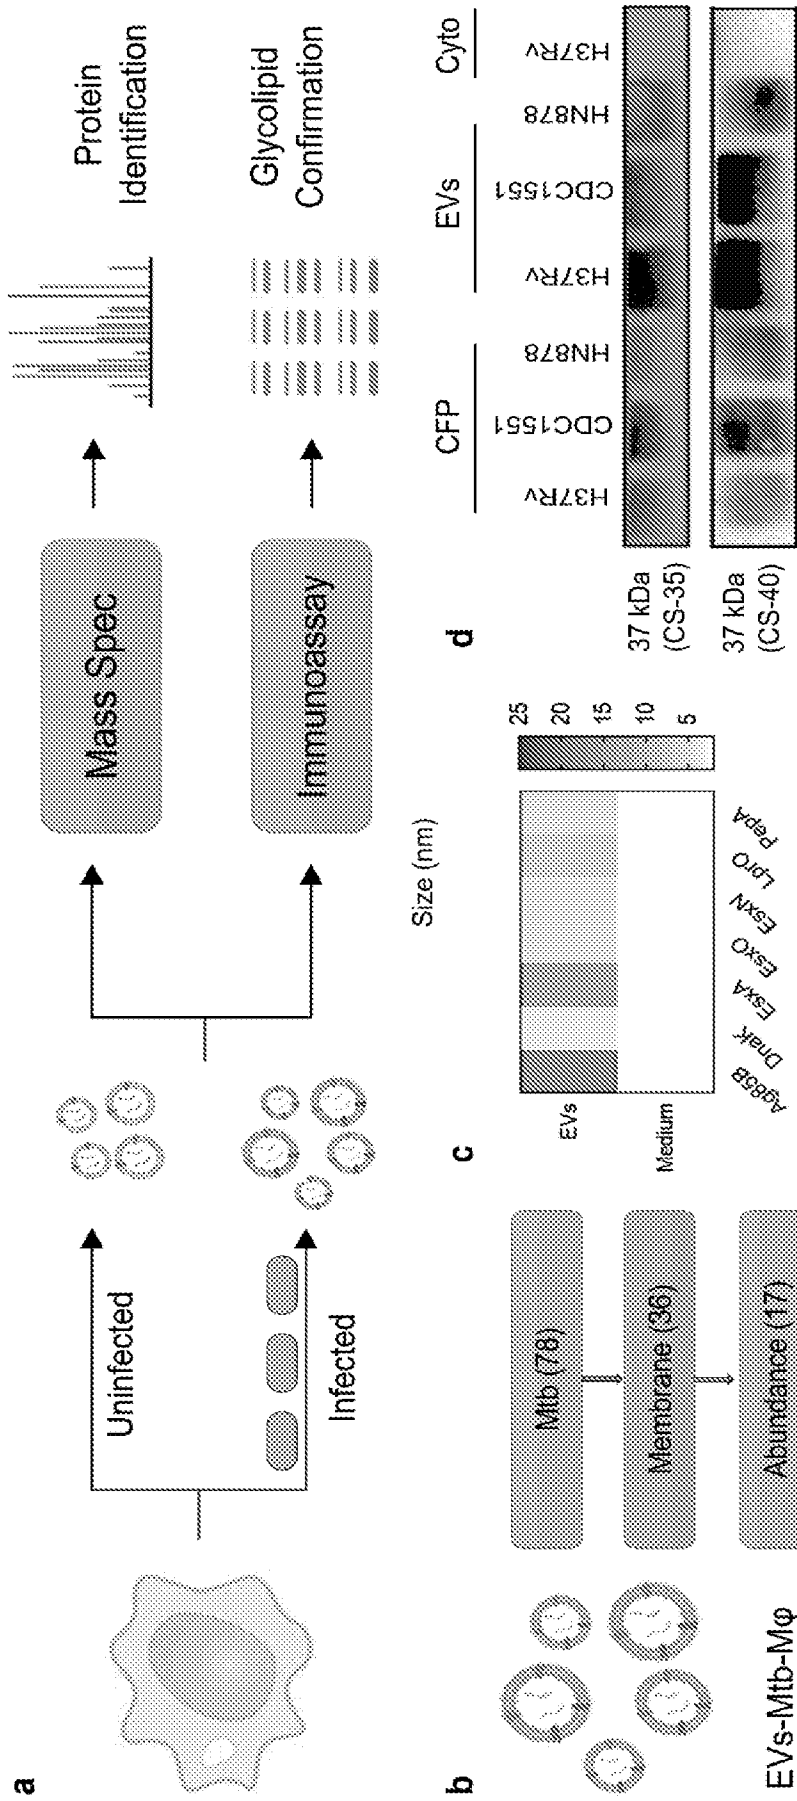 a
Uninfected
Infected
Mass Spec
Immunoassay
Protein
Identification
Glycolipid
Confirmation
Size (nm)
b
EVs-Mtb-Mφ
Mtb (78)
Membrane (36)
Abundance (17)
c
EVs
Medium
Ag85B
DnaK
EsxA
EsxO
EsxN
LprO
PepA
25
20
15
10
5
d
CFP
EVs
Cyto
H37Rv
CDC1551
HN878
H37Rv
CDC1551
HN878
H37Rv
37 kDa
(CS-35)
37 kDa
(CS-40)